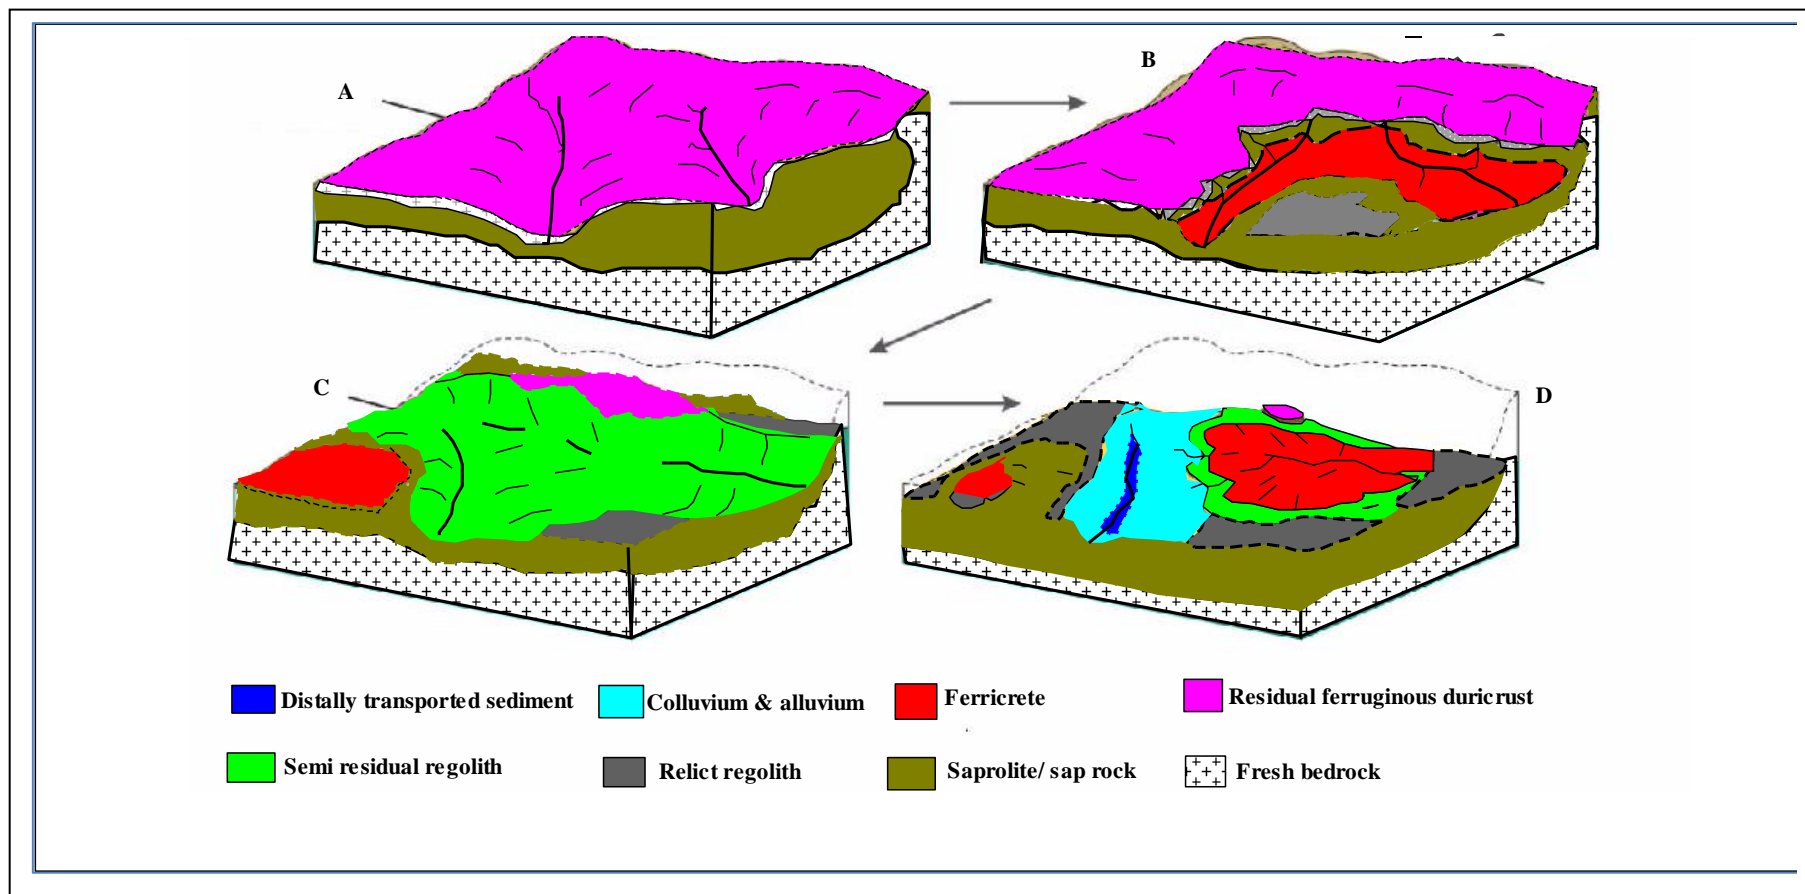 A
B
C
D
Distally transported sediment
Colluvium & alluvium
Ferricrete
Residual ferruginous duricrust
Semi residual regolith
Relict regolith
Saprolite/ sap rock
Fresh bedrock